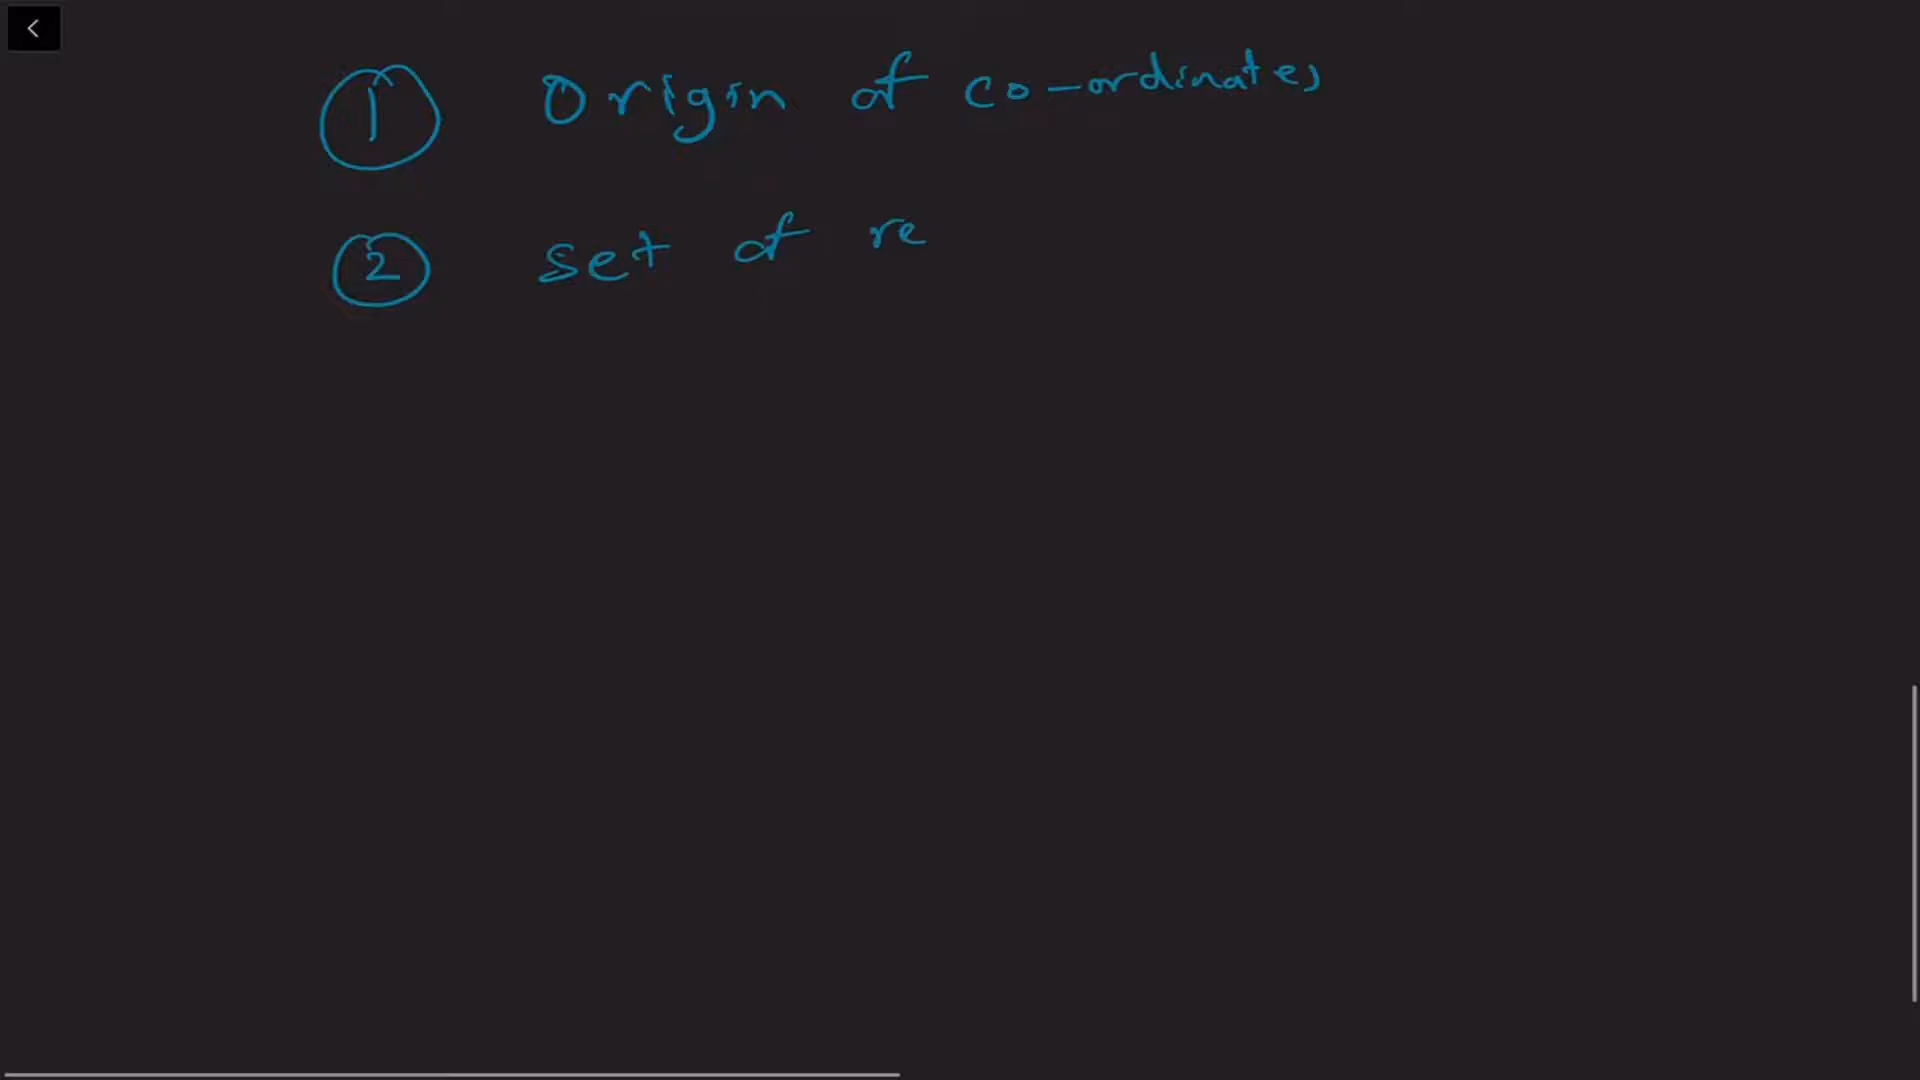 1 Origin of co-ordinates
2 set of re